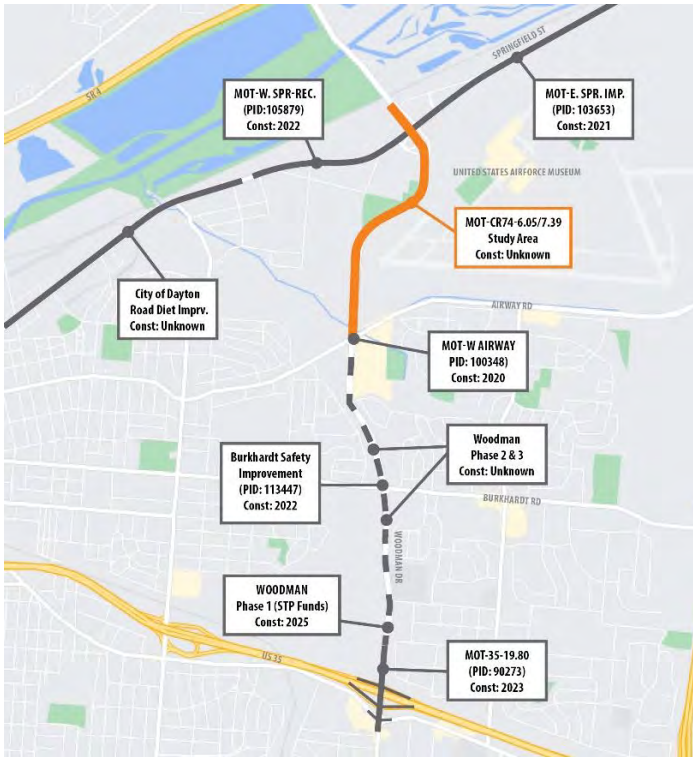 SPRINGFIELD ST
SR 4
MOT-W. SPR-REC.
(PID:105879)
Const: 2022
MOT-E. SPR. IMP.
(PID: 103653)
Const: 2021
UNITED STATES AIRFORCE MUSEUM
MOT-CR74-6.05/7.39
Study Area
Const: Unknown
City of Dayton
Road Diet Imprv.
Const: Unknown
AIRWAY RD
MOT-W AIRWAY
PID: 100348)
Const: 2020
Woodman
Phase 2 & 3
Const: Unknown
Burkhardt Safety
Improvement
(PID: 113447)
Const: 2022
BURKHARDT RD
WOODMAN DR
WOODMAN
Phase 1 (STP Funds)
Const: 2025
US 35
MOT-35-19.80
(PID: 90273)
Const: 2023